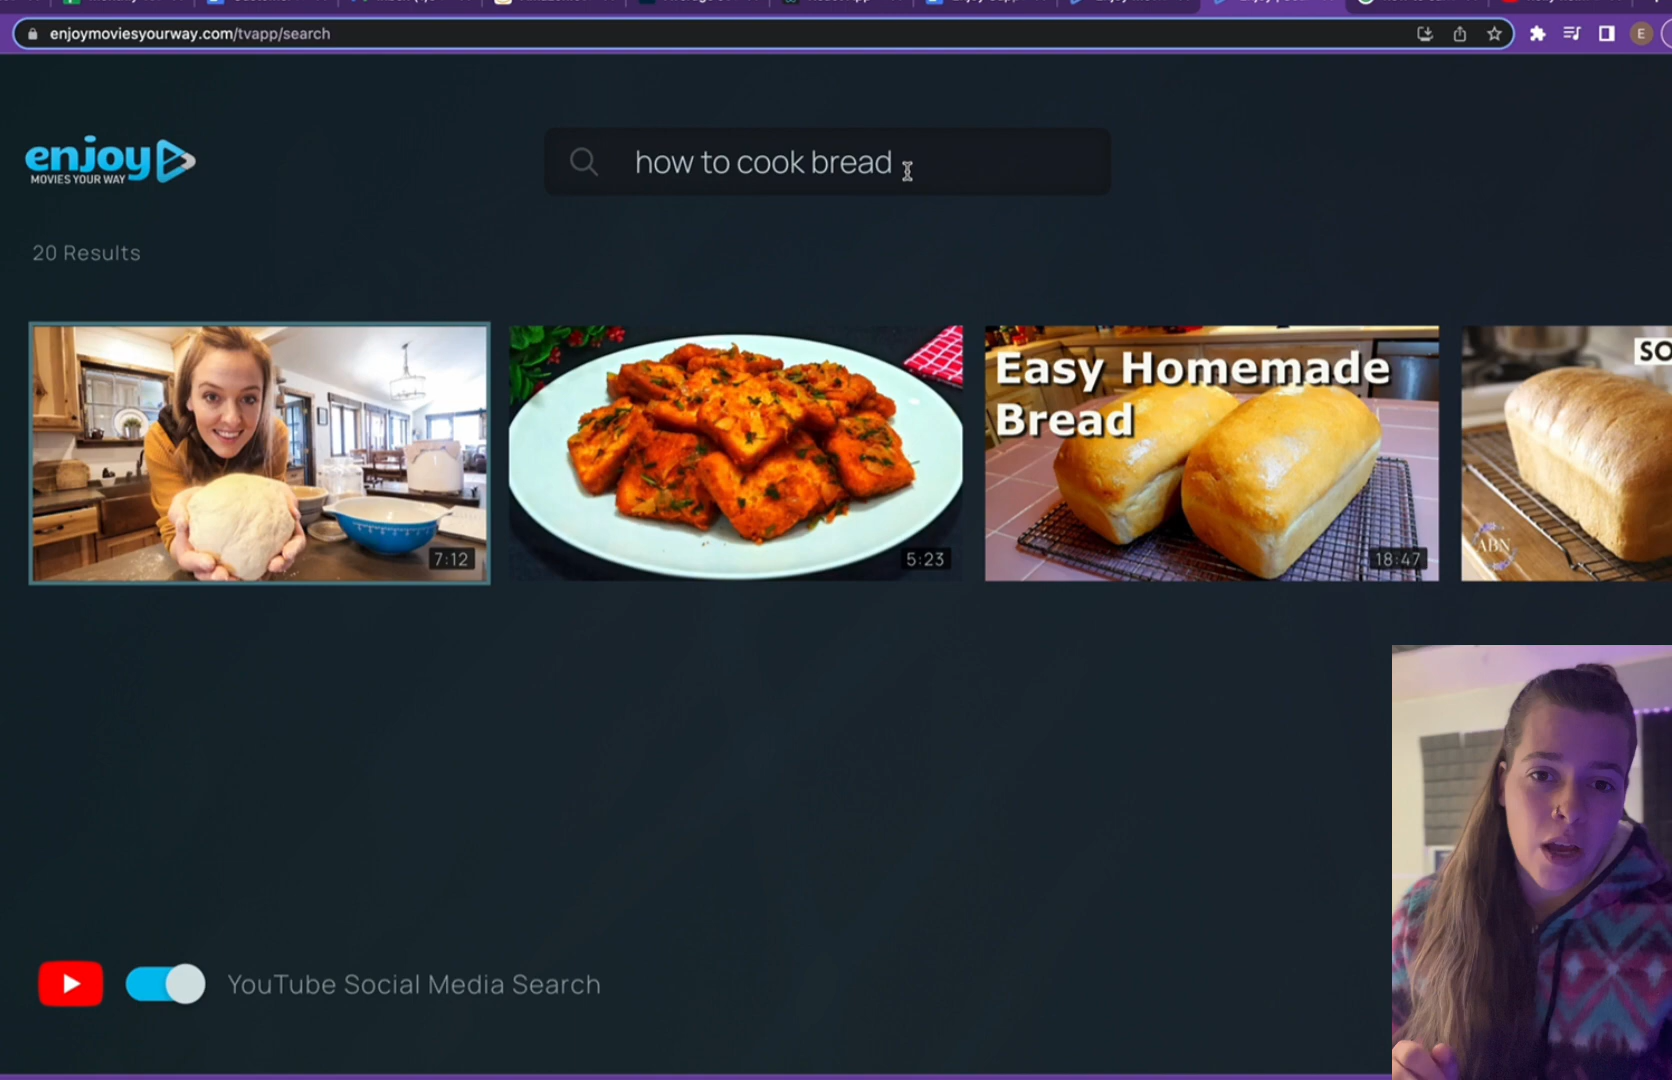 enjoymoviesyourway.com/tvapp/search
E
enjoy
MOVIES YOUR WAY
how to cook bread
20 Results
7:12
5:23
Easy Homemade
Bread
18:47
SO
ABN
YouTube Social Media Search